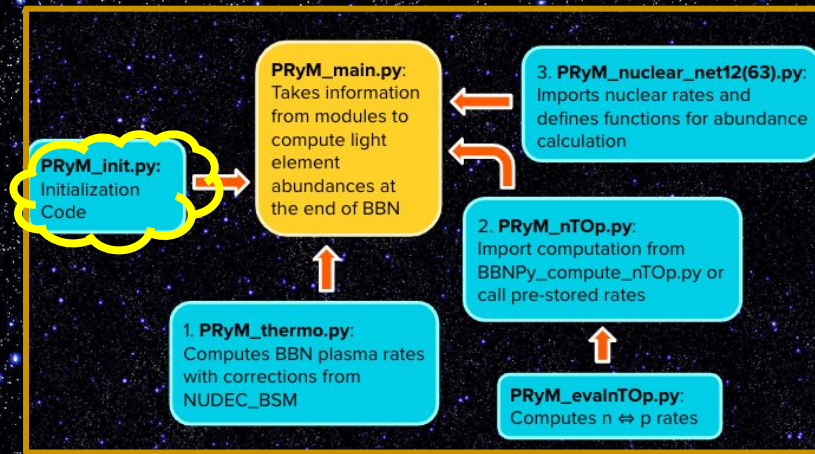 PRyM_init.py:
Initialization
Code
PRyM_main.py:
Takes information
from modules to
compute light
element
abundances at
the end of BBN
3. PRyM_nuclear_net12(63).py:
Imports nuclear rates and
defines functions for abundance
calculation
2. PRyM_nTOp.py:
Import computation from
BBNPy_compute_nTOp.py or
call pre-stored rates
1. PRyM_thermo.py:
Computes BBN plasma rates
with corrections from
NUDEC_BSM
PRyM_evalnTOp.py:
Computes n ⇔ p rates